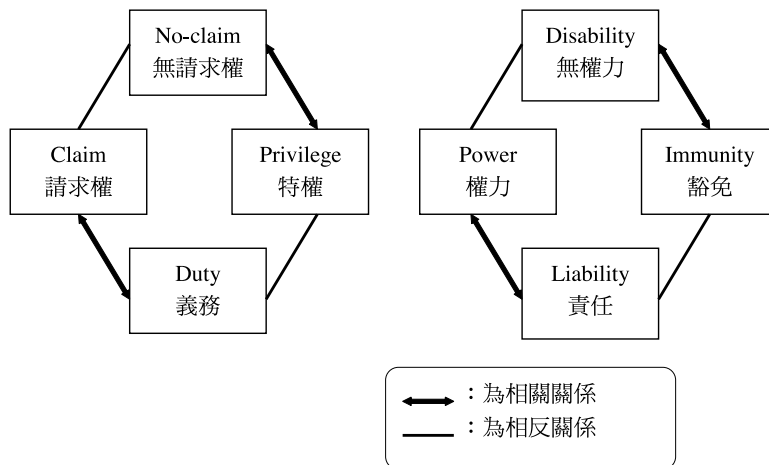 No-claim
無請求權
Disability
無權力
Claim
請求權
Privilege
特權
Power
權力
Immunity
豁免
Duty
義務
Liability
責任
：為相關關係
：為相反關係